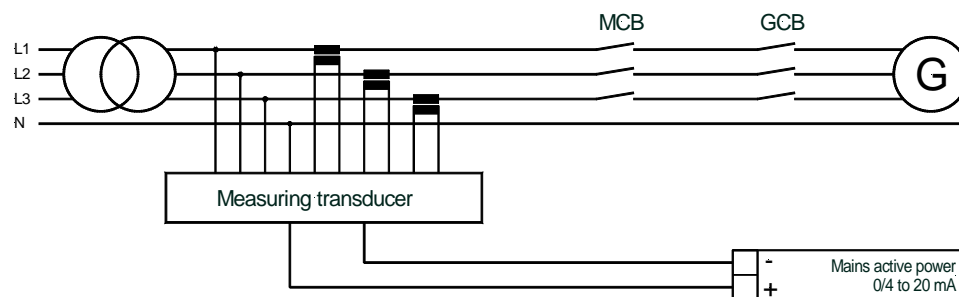 MCB GCB
L1
L2
G
L3
N
Measuring transducer
- Mains active power
+ 0/4 to 20 mA